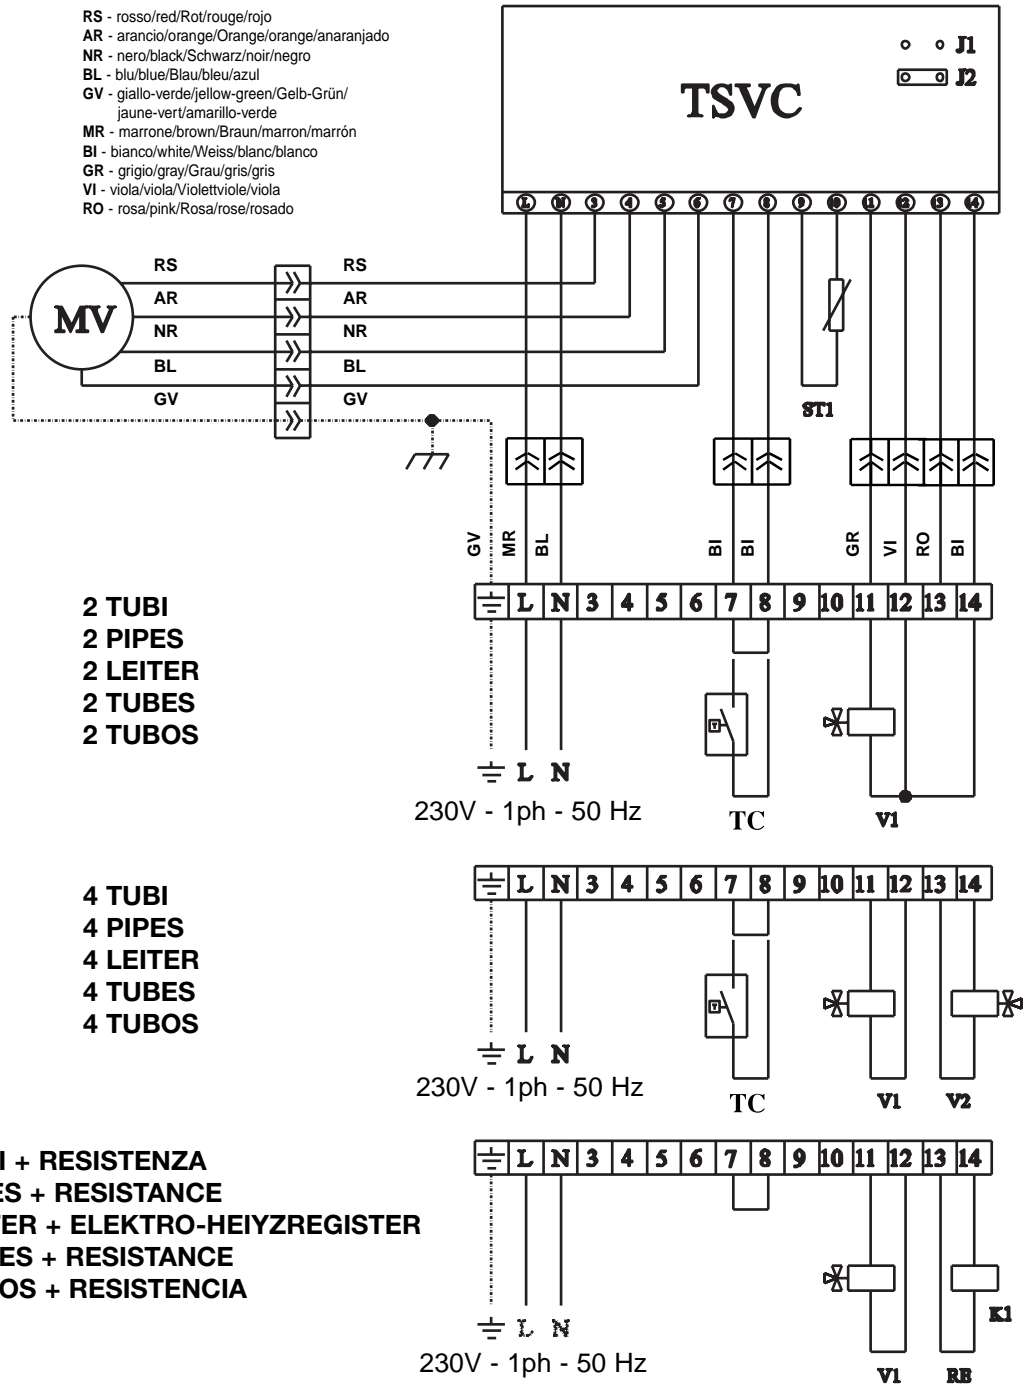 RS - rosso/red/Rot/rouge/rojo
AR - arancio/orange/Orange/orange/anaranjado
NR - nero/black/Schwarz/noir/negro
BL - blu/blue/Blau/bleu/azul
GV - giallo-verde/jellow-green/Gelb-Grün/
jaune-vert/amarillo-verde
MR - marrone/brown/Braun/marron/marrón
BI - bianco/white/Weiss/blanc/blanco
GR - grigio/gray/Grau/gris/gris
VI - viola/viola/Violettviole/viola
RO - rosa/pink/Rosa/rose/rosado
J1
J2
TSVC
L N 3 4 5 6 7 8 9 10 11 12 13 14
MV
RS RS
AR AR
NR NR
BL BL
GV GV
ST1
GV MR BL BI BI GR VI RO BI
2 TUBI
2 PIPES
2 LEITER
2 TUBES
2 TUBOS
L N 3 4 5 6 7 8 9 10 11 12 13 14
T
L N
230V - 1ph - 50 Hz
TC
V1
4 TUBI
4 PIPES
4 LEITER
4 TUBES
4 TUBOS
L N 3 4 5 6 7 8 9 10 11 12 13 14
T
L N
230V - 1ph - 50 Hz
TC
V1 V2
I + RESISTENZA
ES + RESISTANCE
TER + ELEKTRO-HEIYZREGISTER
ES + RESISTANCE
OS + RESISTENCIA
L N 3 4 5 6 7 8 9 10 11 12 13 14
K1
L N
230V - 1ph - 50 Hz
V1 RE